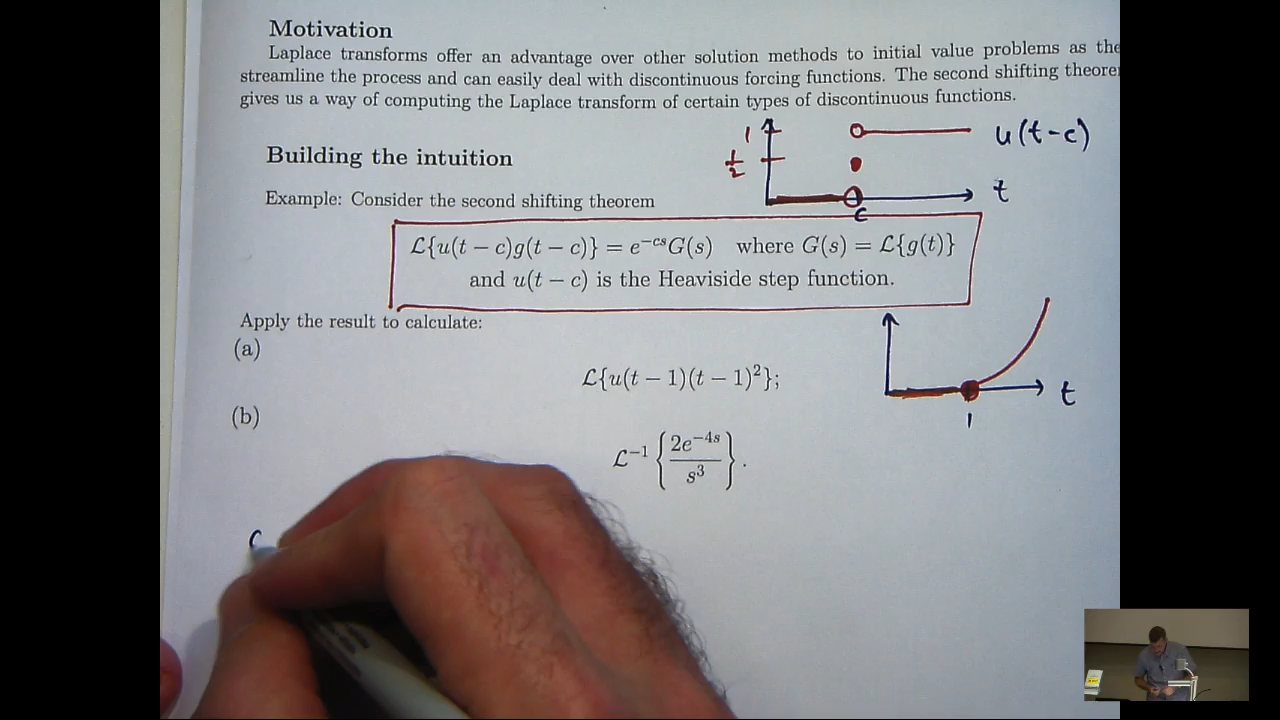 Motivation
Laplace transforms offer an advantage over other solution methods to initial value problems as the
streamline the process and can easily deal with discontinuous forcing functions. The second shifting theore
gives us a way of computing the Laplace transform of certain types of discontinuous functions.
1
u(t-c)
Building the intuition
1/2
Example: Consider the second shifting theorem
t
c
ℒ{u(t − c)g(t − c)} = e^{−cs}G(s) where G(s) = ℒ{g(t)}
and u(t − c) is the Heaviside step function.
Apply the result to calculate:
(a)
ℒ{u(t − 1)(t − 1)²};
t
1
(b)
ℒ⁻¹ {2e^{−4s}/s³}.